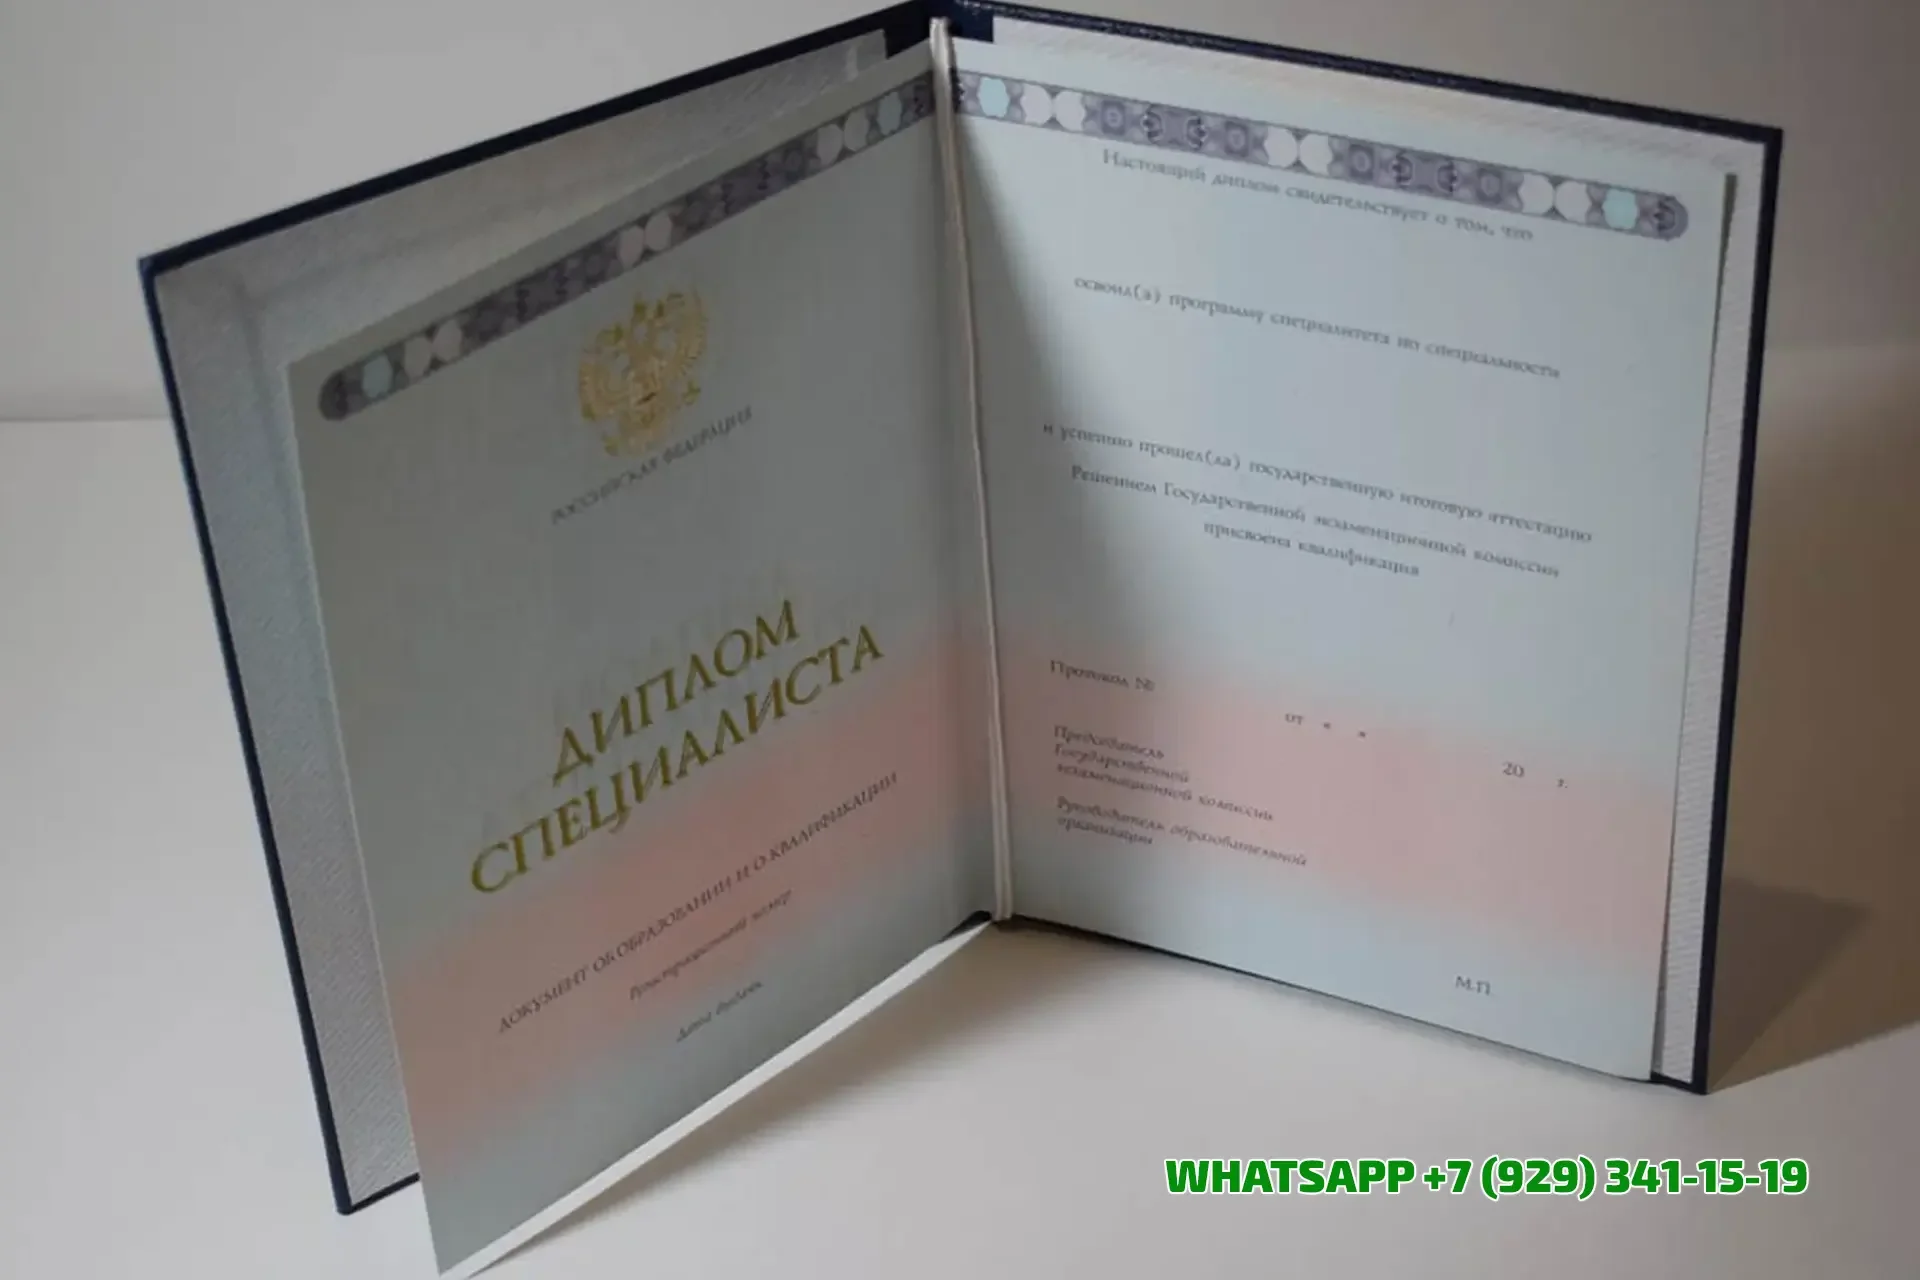 РОССИЙСКАЯ ФЕДЕРАЦИЯ
ДИПЛОМ
СПЕЦИАЛИСТА
ДОКУМЕНТ ОБ ОБРАЗОВАНИИ И О КВАЛИФИКАЦИИ
Регистрационный номер
Дата выдачи
Настоящий диплом свидетельствует о том, что
освоил(а) программу специалитета по специальности
и успешно прошел(ла) государственную итоговую аттестацию
Решением Государственной экзаменационной комиссии
присвоена квалификация
Протокол №
от « »
20 г.
Председатель
Государственной
экзаменационной комиссии
Руководитель образовательной
организации
М.П.
WHATSAPP +7 (929) 341-15-19